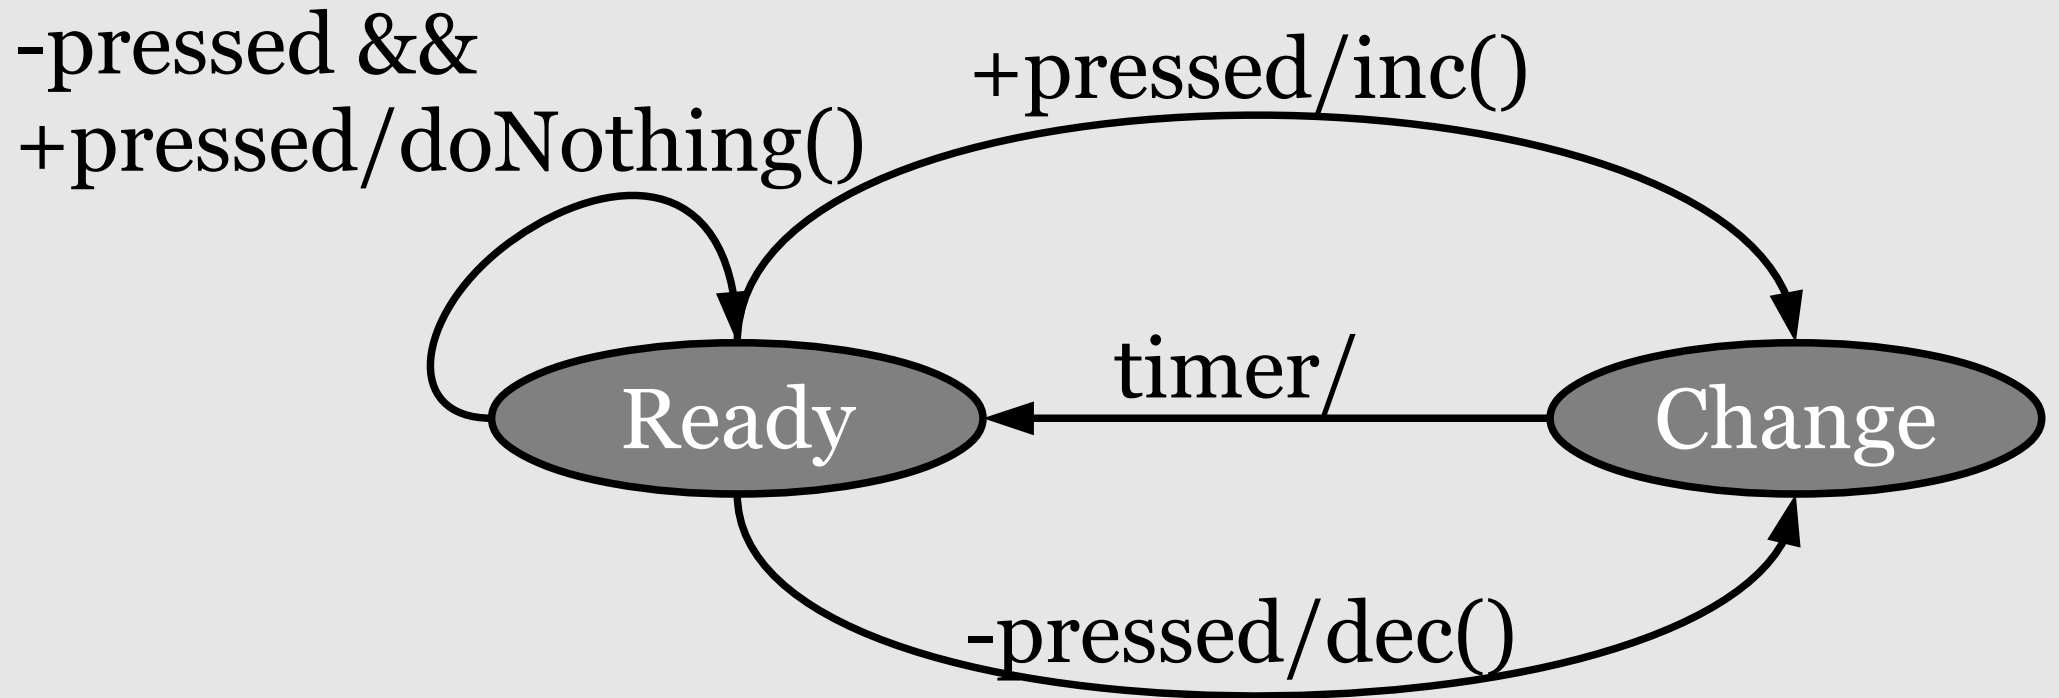 -pressed &&
+pressed/doNothing()
+pressed/inc()
timer/
Ready
Change
-pressed/dec()